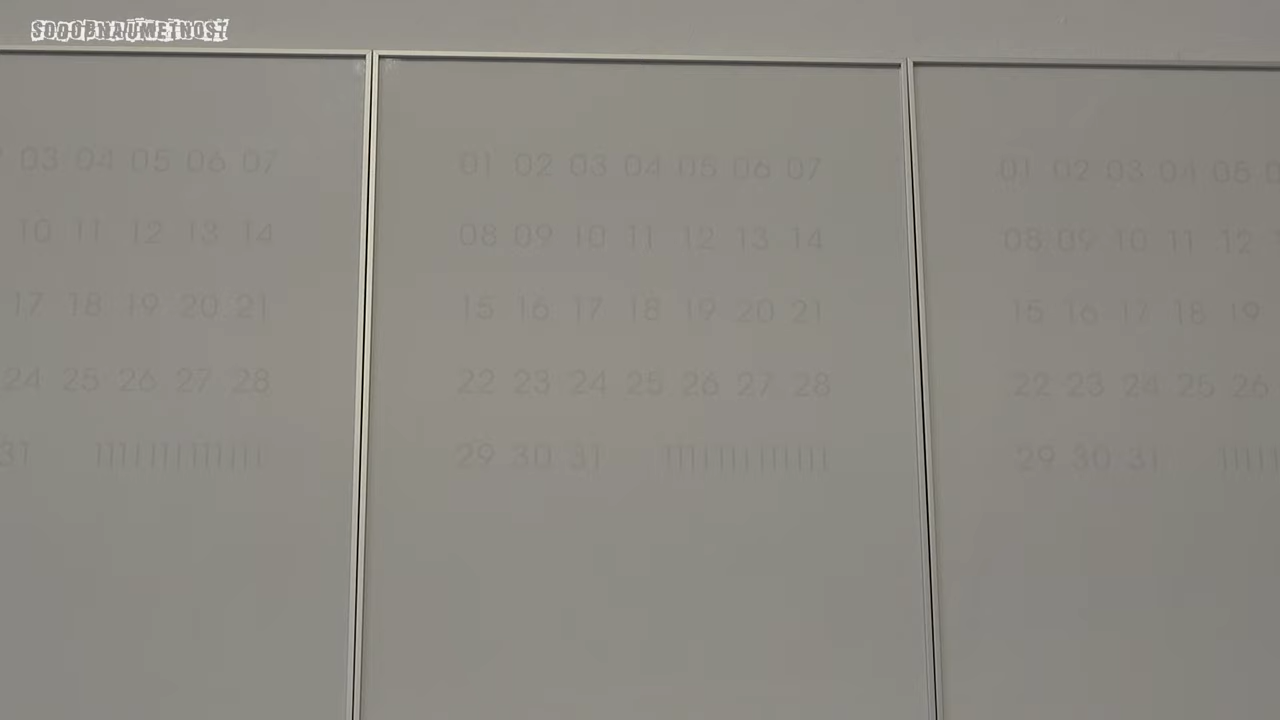 SODOBNAUMETNOST
03 04 05 06 07
10 11 12 13 14
17 18 19 20 21
24 25 26 27 28
31
01 02 03 04 05 06 07
08 09 10 11 12 13 14
15 16 17 18 19 20 21
22 23 24 25 26 27 28
29 30 31
01 02 03 04 05
08 09 10 11 12
15 16 17 18 19
22 23 24 25 26
29 30 31